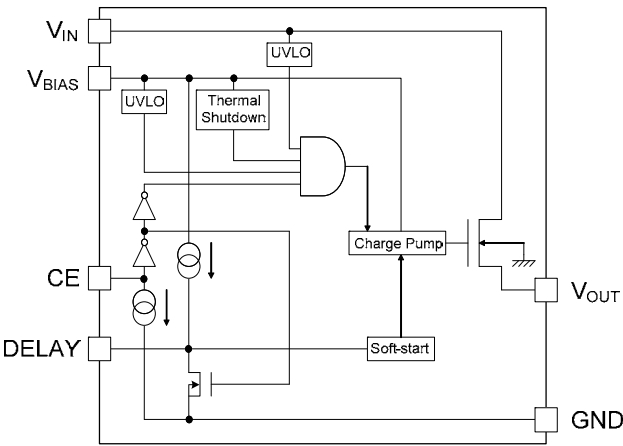 VIN
UVLO
VBIAS
UVLO
Thermal
Shutdown
Charge Pump
CE
VOUT
DELAY
Soft-start
GND